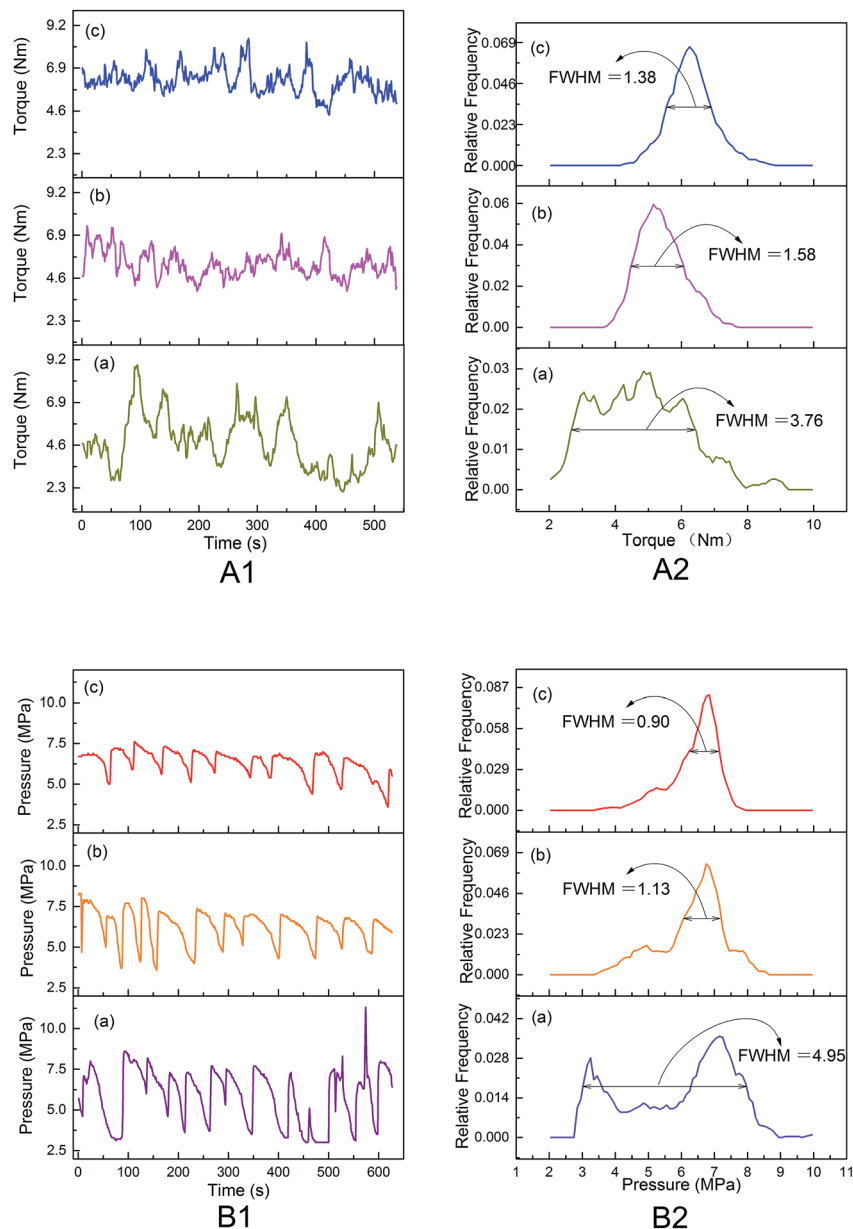 (c)
Torque (Nm)
9.2
6.9
4.6
2.3
(b)
Torque (Nm)
9.2
6.9
4.6
2.3
(a)
Torque (Nm)
9.2
6.9
4.6
2.3
0 100 200 300 400 500
Time (s)
A1
(c)
FWHM＝1.38
Relative Frequency
0.069
0.046
0.023
0.000
(b)
FWHM＝1.58
Relative Frequency
0.06
0.04
0.02
0.00
(a)
FWHM＝3.76
Relative Frequency
0.03
0.02
0.01
0.00
2 4 6 8 10
Torque （Nm）
A2
(c)
Pressure (MPa)
10.0
7.5
5.0
2.5
(b)
Pressure (MPa)
10.0
7.5
5.0
2.5
(a)
Pressure (MPa)
10.0
7.5
5.0
2.5
0 100 200 300 400 500 600
Time (s)
B1
(c)
FWHM＝0.90
Relative Frequency
0.087
0.058
0.029
0.000
(b)
FWHM＝1.13
Relative Frequency
0.069
0.046
0.023
0.000
(a)
FWHM＝4.95
Relative Frequency
0.042
0.028
0.014
0.000
1 2 3 4 5 6 7 8 9 10 11
Pressure (MPa)
B2